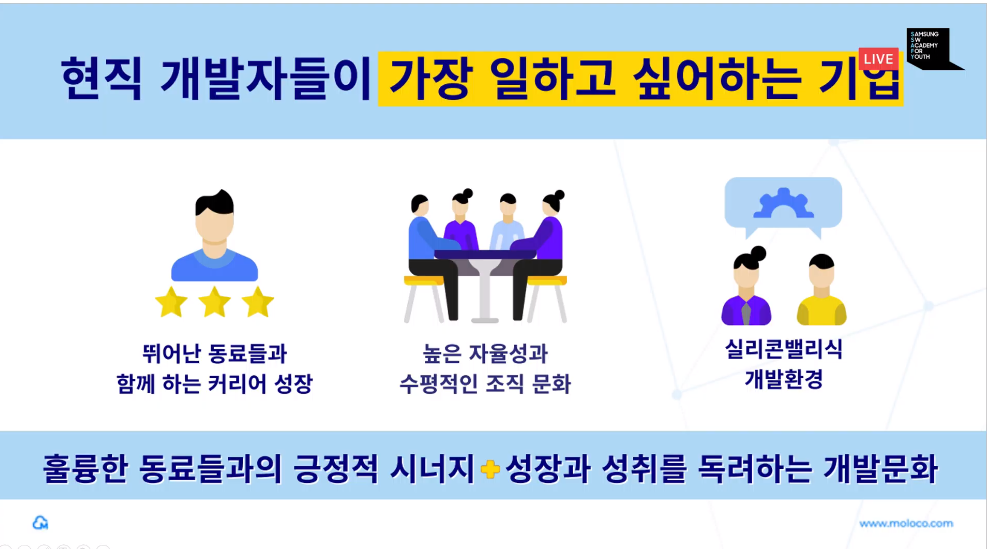 SAMSUNG
SW
ACADEMY
FOR
YOUTH
LIVE
현직 개발자들이 가장 일하고 싶어하는 기업
뛰어난 동료들과
함께 하는 커리어 성장
높은 자율성과
수평적인 조직 문화
실리콘밸리식
개발환경
훌륭한 동료들과의 긍정적 시너지 + 성장과 성취를 독려하는 개발문화
M
www.moloco.com